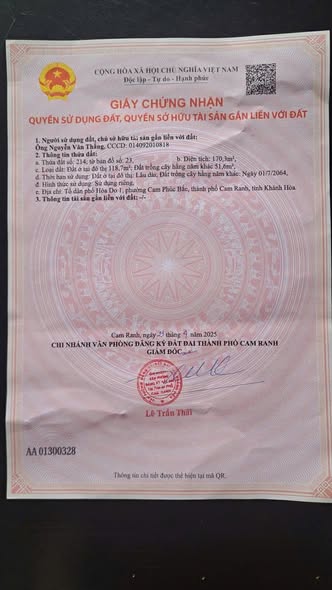 CỘNG HÒA XÃ HỘI CHỦ NGHĨA VIỆT NAM
Độc lập - Tự do - Hạnh phúc
GIẤY CHỨNG NHẬN
QUYỀN SỬ DỤNG ĐẤT, QUYỀN SỞ HỮU TÀI SẢN GẮN LIỀN VỚI ĐẤT
1. Người sử dụng đất, chủ sở hữu tài sản gắn liền với đất:
Ông Nguyễn Văn Thắng, CCCD: 014092010818
2. Thông tin thửa đất:
a. Thửa đất số: 214; tờ bản đồ số: 23, b. Diện tích: 170,3m²,
c. Loại đất: Đất ở tại đô thị 118,7m²; Đất trồng cây hằng năm khác 51,6m²,
d. Thời hạn sử dụng: Đất ở tại đô thị: Lâu dài; Đất trồng cây hằng năm khác: Ngày 01/7/2064,
đ. Hình thức sử dụng: Sử dụng riêng,
e. Địa chỉ: Tổ dân phố Hòa Do 1, phường Cam Phúc Bắc, thành phố Cam Ranh, tỉnh Khánh Hòa
3. Thông tin tài sản gắn liền với đất: -/-
Cam Ranh, ngày tháng năm 2025
CHI NHÁNH VĂN PHÒNG ĐĂNG KÝ ĐẤT ĐAI THÀNH PHỐ CAM RANH
GIÁM ĐỐC
Lê Trần Thái
AA 01300328
Thông tin chi tiết được thể hiện tại mã QR.